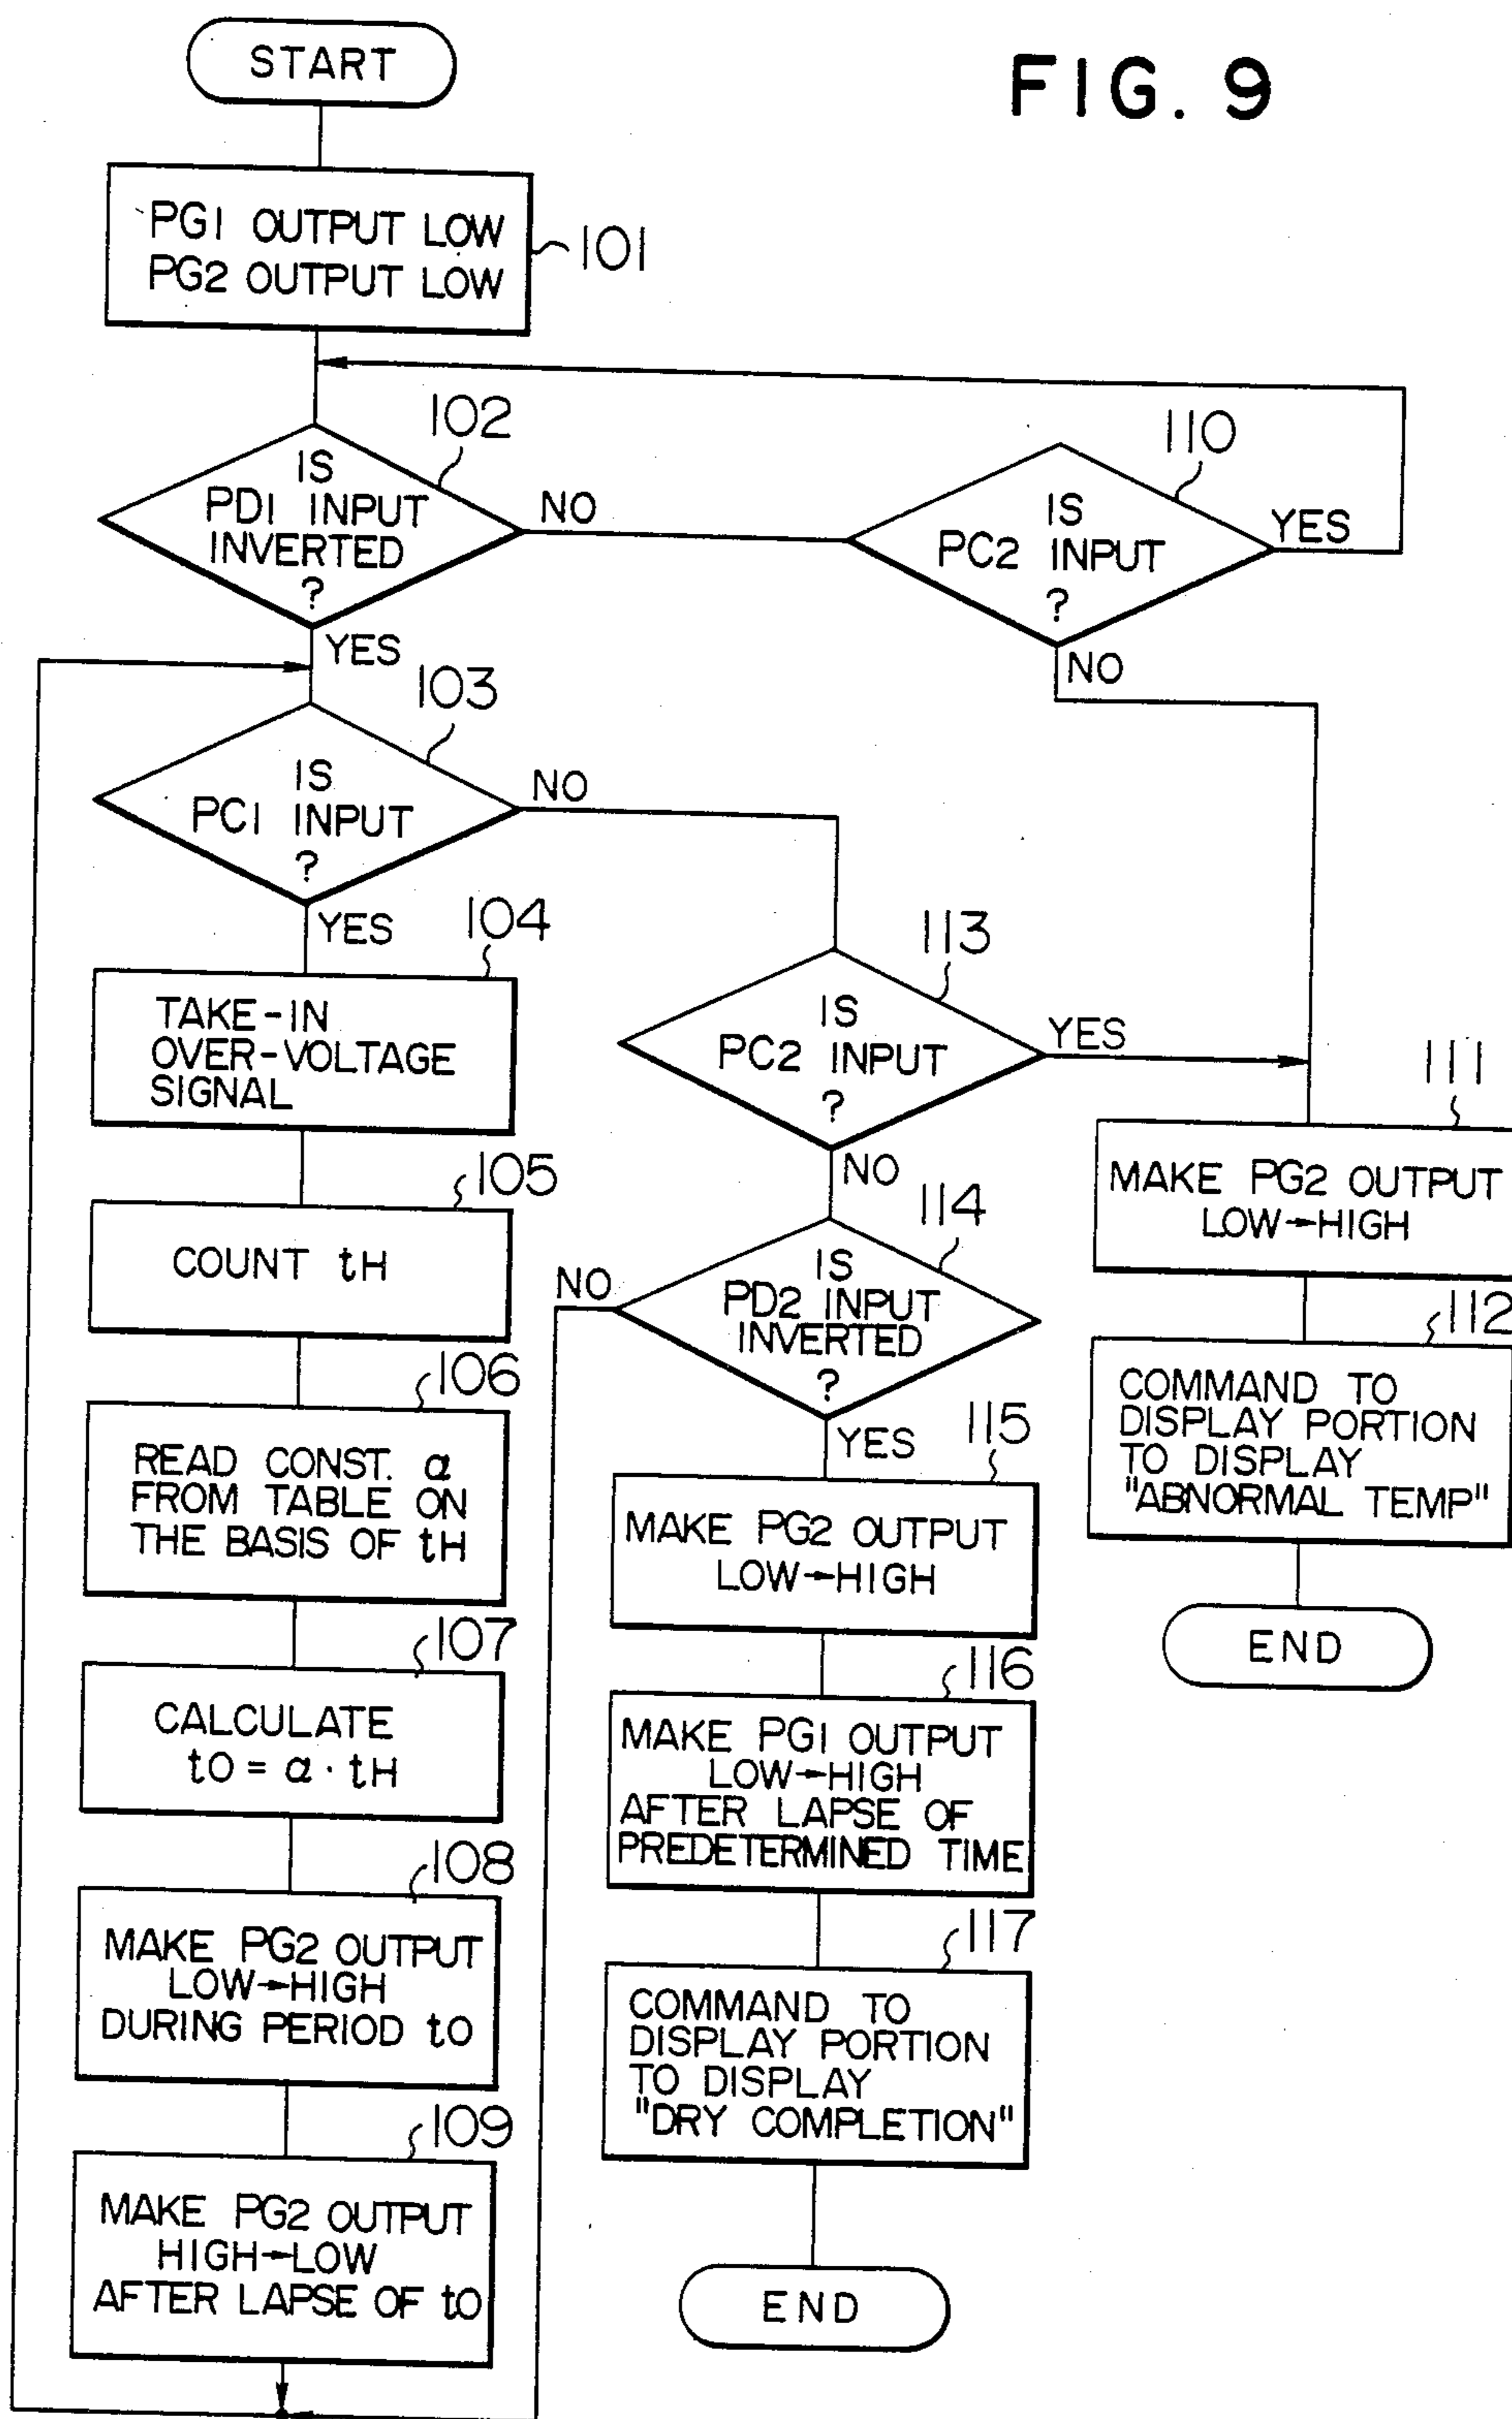 FIG. 9
START
PG1 OUTPUT LOW
PG2 OUTPUT LOW
101
102
IS
PD1 INPUT
INVERTED
?
NO
YES
110
IS
PC2 INPUT
?
YES
NO
103
IS
PC1 INPUT
?
NO
YES
104
TAKE-IN
OVER-VOLTAGE
SIGNAL
105
COUNT tH
106
READ CONST. α
FROM TABLE ON
THE BASIS OF tH
107
CALCULATE
to = α · tH
108
MAKE PG2 OUTPUT
LOW→HIGH
DURING PERIOD to
109
MAKE PG2 OUTPUT
HIGH→LOW
AFTER LAPSE OF to
113
IS
PC2 INPUT
?
YES
NO
114
IS
PD2 INPUT
INVERTED
?
NO
YES
115
MAKE PG2 OUTPUT
LOW→HIGH
116
MAKE PG1 OUTPUT
LOW→HIGH
AFTER LAPSE OF
PREDETERMINED TIME
117
COMMAND TO
DISPLAY PORTION
TO DISPLAY
"DRY COMPLETION"
END
111
MAKE PG2 OUTPUT
LOW→HIGH
112
COMMAND TO
DISPLAY PORTION
TO DISPLAY
"ABNORMAL TEMP"
END